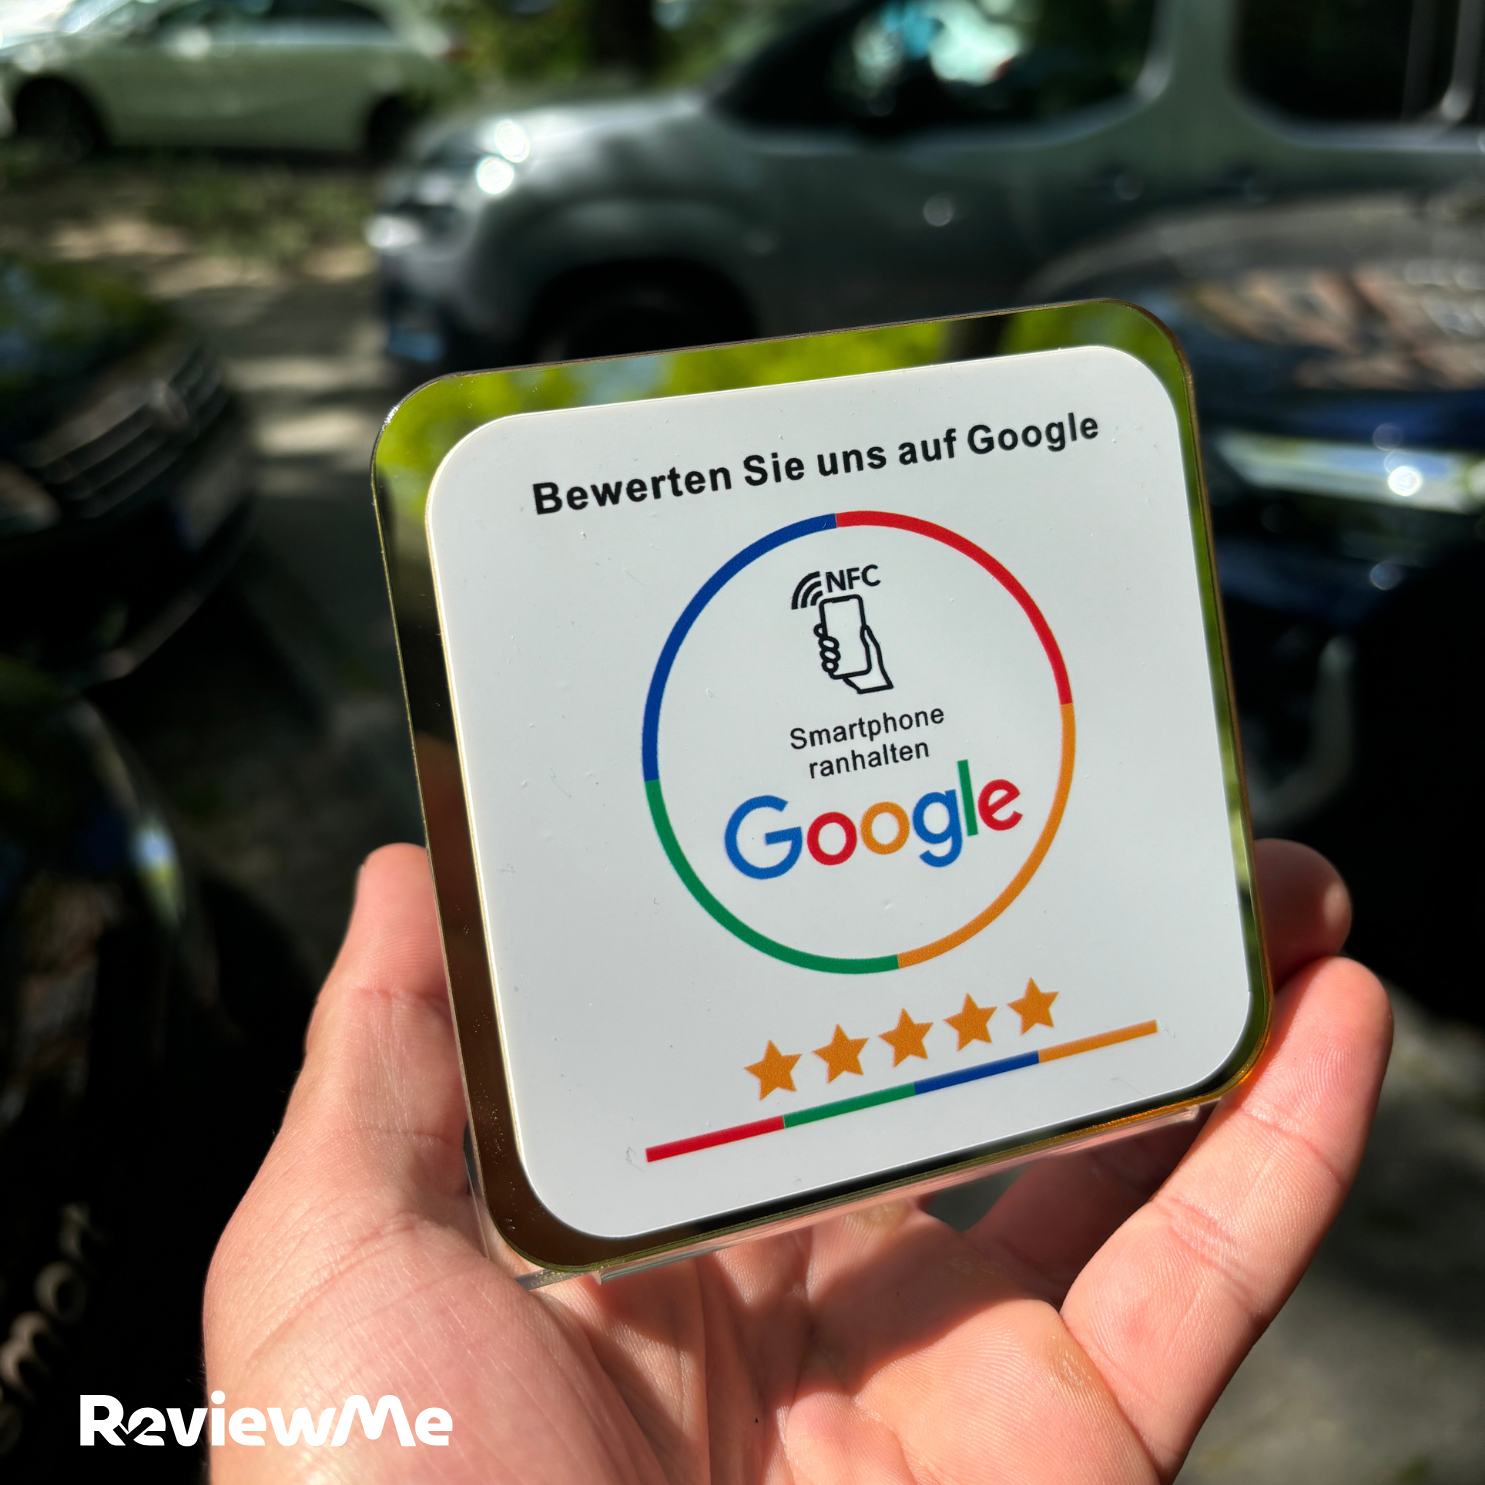 Bewerten Sie uns auf Google
NFC
Smartphone
ranhalten
Google
ReviewMe